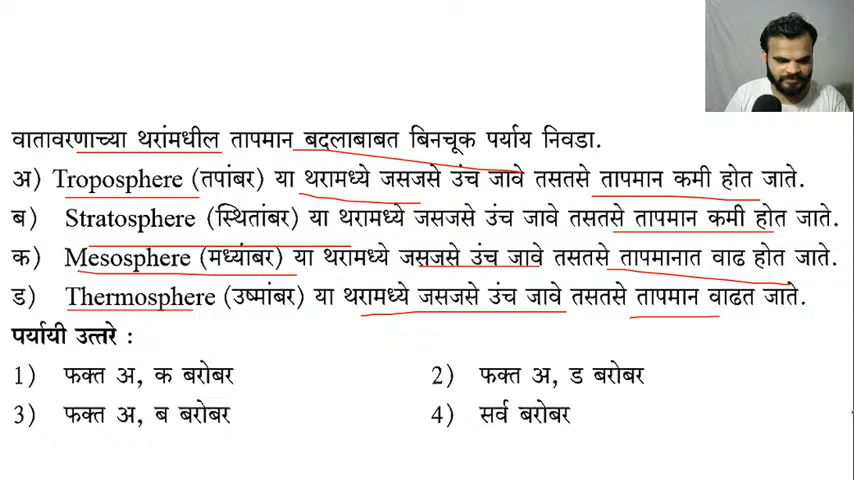 वातावरणाच्या थरांमधील तापमान बदलाबाबत बिनचूक पर्याय निवडा.
अ) Troposphere (तपांबर) या थरामध्ये जसजसे उंच जावे तसतसे तापमान कमी होत जाते.
ब) Stratosphere (स्थितांबर) या थरामध्ये जसजसे उंच जावे तसतसे तापमान कमी होत जाते.
क) Mesosphere (मध्यांबर) या थरामध्ये जसजसे उंच जावे तसतसे तापमानात वाढ होत जाते.
ड) Thermosphere (उष्मांबर) या थरामध्ये जसजसे उंच जावे तसतसे तापमान वाढत जाते.
पर्यायी उत्तरे :
1) फक्त अ, क बरोबर 2) फक्त अ, ड बरोबर
3) फक्त अ, ब बरोबर 4) सर्व बरोबर